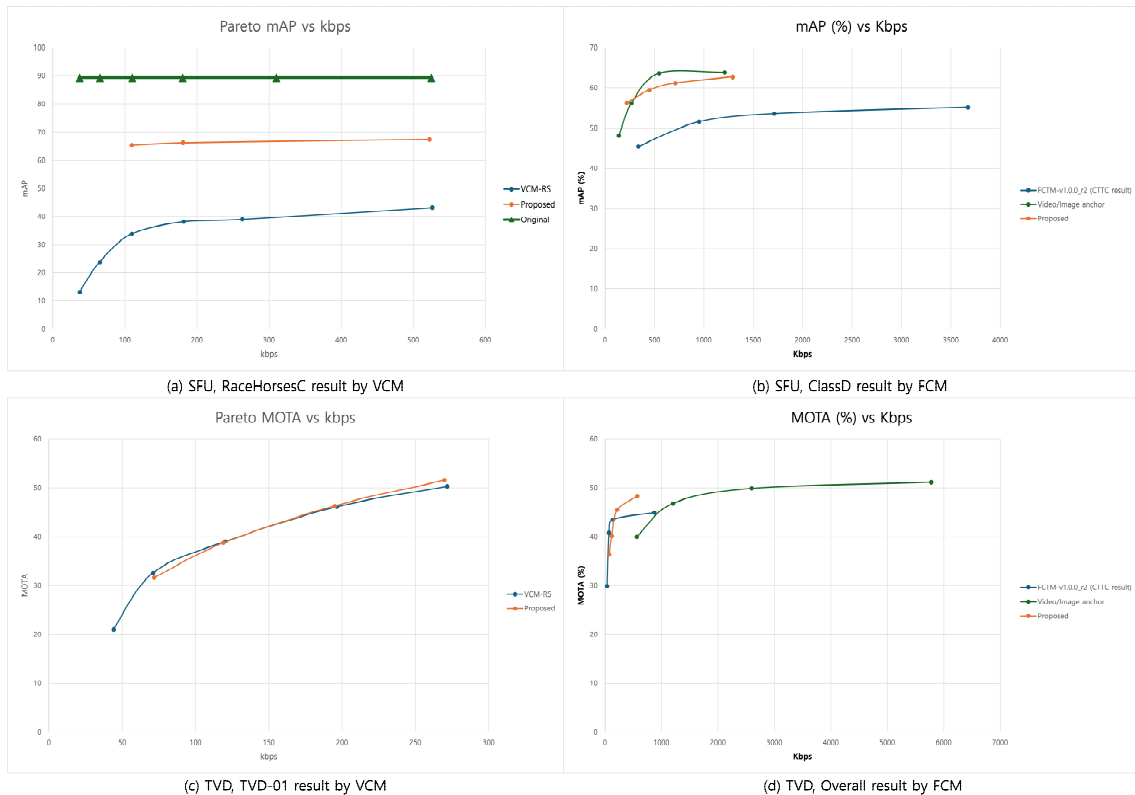 Pareto mAP vs kbps
100
90
80
70
60
50
40
30
20
10
0
mAP
0 100 200 300 400 500 600
kbps
VCM-RS
Proposed
Original
(a) SFU, RaceHorsesC result by VCM
mAP (%) vs Kbps
70
60
50
40
30
20
10
0
mAP (%)
0 500 1000 1500 2000 2500 3000 3500 4000
Kbps
FCTM-v1.0.0_r2 (CTTC result)
Video/Image anchor
Proposed
(b) SFU, ClassD result by FCM
Pareto MOTA vs kbps
60
50
40
30
20
10
0
MOTA
0 50 100 150 200 250 300
kbps
VCM-RS
Proposed
(c) TVD, TVD-01 result by VCM
MOTA (%) vs Kbps
60
50
40
30
20
10
0
MOTA (%)
0 1000 2000 3000 4000 5000 6000 7000
Kbps
FCTM-v1.0.0_r2 (CTTC result)
Video/Image anchor
Proposed
(d) TVD, Overall result by FCM